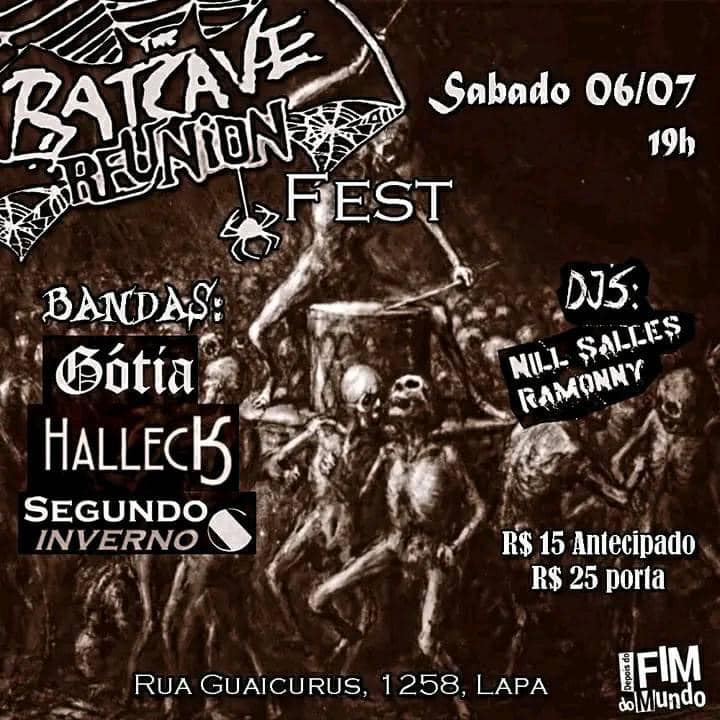 THE
BATCAVE
REUNION
FEST
Sabado 06/07
19h
BANDAS:
Gótia
HALLECK
SEGUNDO
INVERNO
DJS:
NILL SALLES
RAMONNY
R$ 15 Antecipado
R$ 25 porta
RUA GUAICURUS, 1258, LAPA
Depois do
FIM
do Mundo